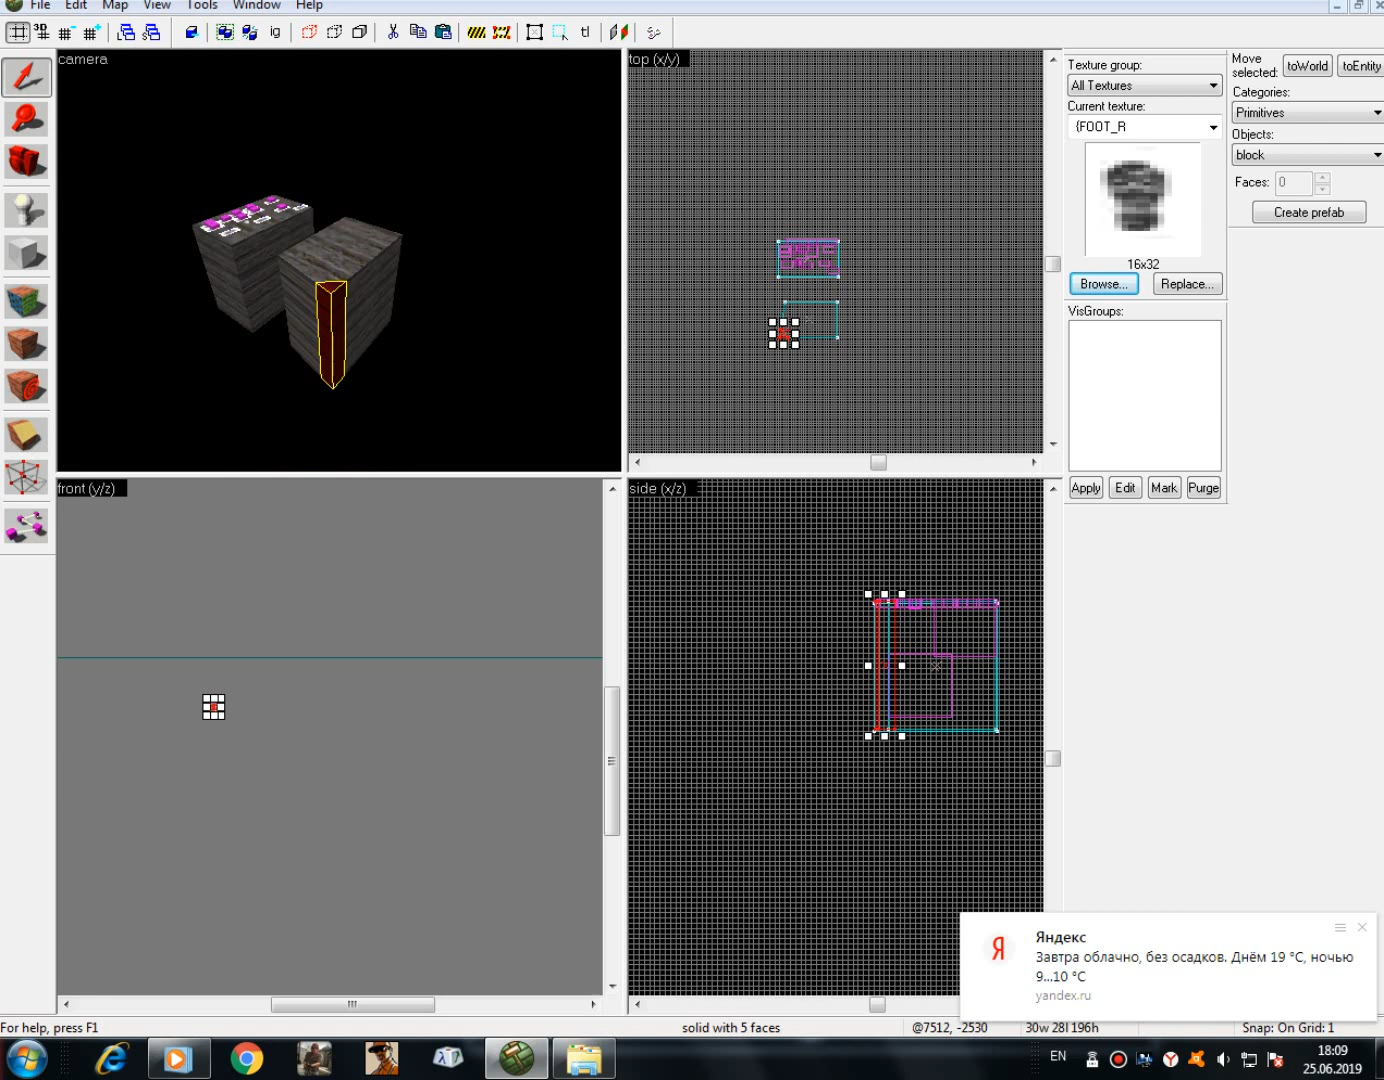 File Edit Map View Tools Window Help
3D
ig
tl
camera
top (x/y)
front (y/z)
side (x/z)
Texture group:
All Textures
Current texture:
{FOOT_R
16x32
Browse...
Replace...
VisGroups:
Apply Edit Mark Purge
Move selected:
toWorld
toEntity
Categories:
Primitives
Objects:
block
Faces: 0
Create prefab
Яндекс
Завтра облачно, без осадков. Днём 19 °C, ночью
9...10 °C
yandex.ru
For help, press F1
solid with 5 faces
@7512, -2530
30w 28l 196h
Snap: On Grid: 1
EN
18:09
25.06.2019